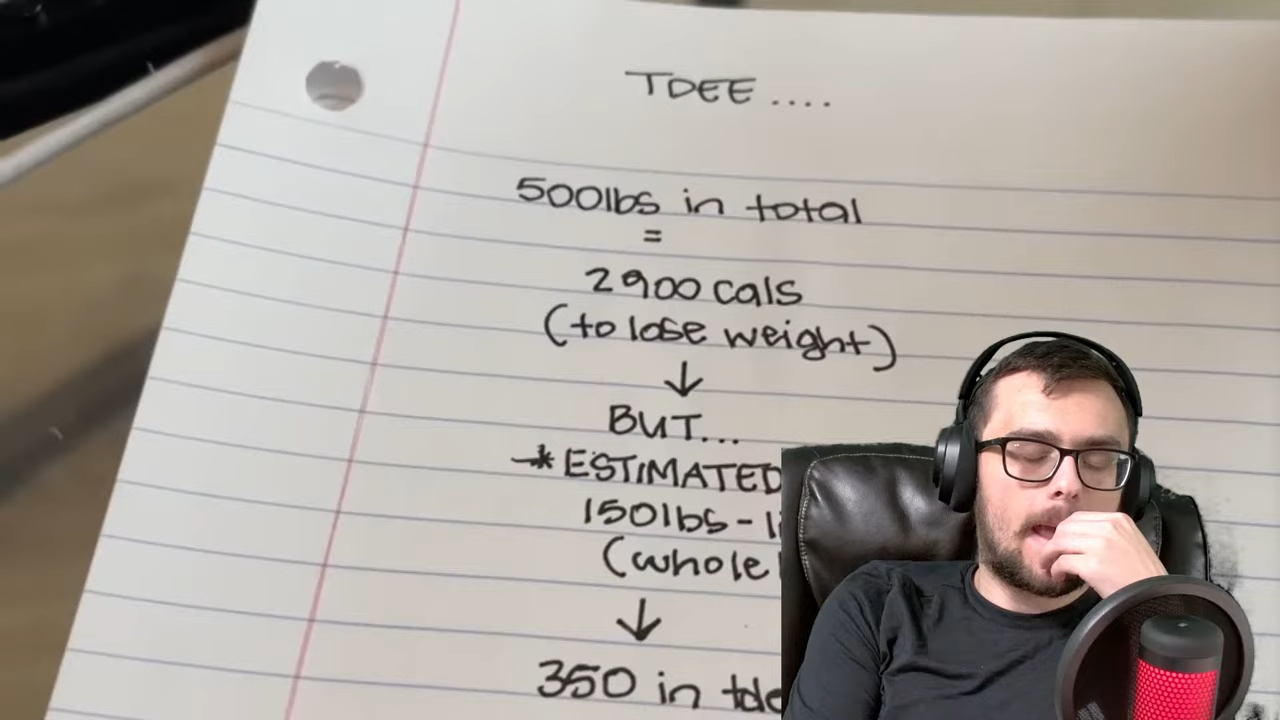 TDEE ....
500lbs in total
=
2900 cals
(to lose weight)
↓
BUT...
→* ESTIMATED
150lbs -
(whole
↓
350 in